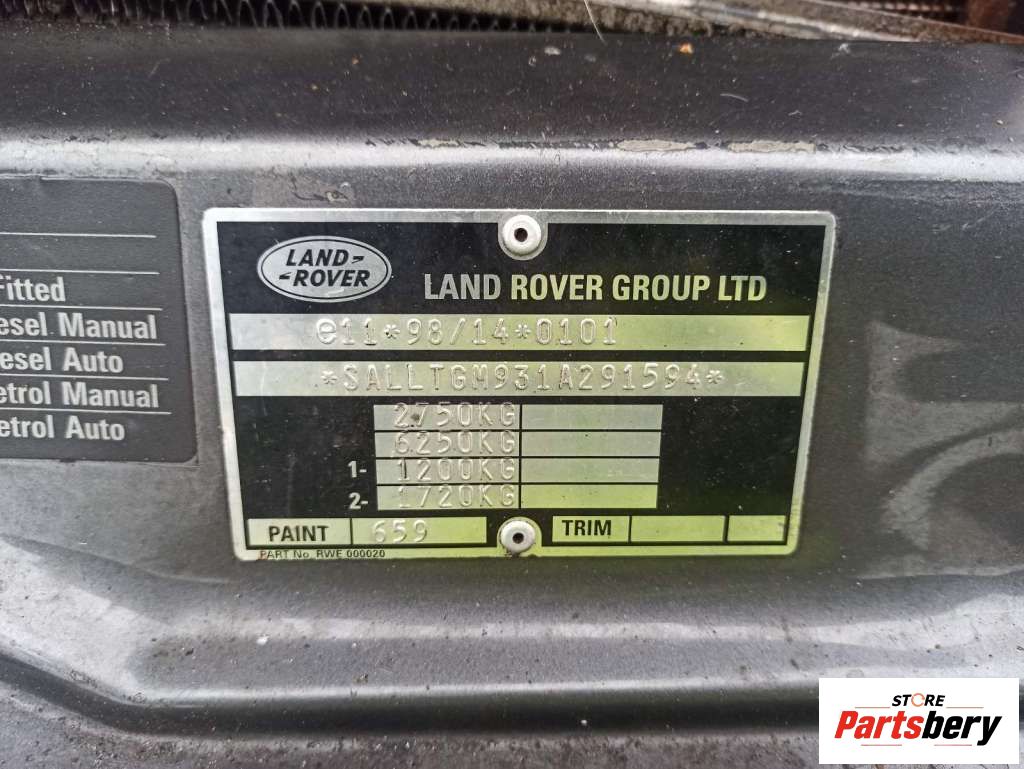 LAND
ROVER
LAND ROVER GROUP LTD
e11*98/14*0101
*SALLTGM931A291594*
2750KG
6250KG
1- 1200KG
2- 1720KG
PAINT 659 TRIM
PART No. RWE 000020
Fitted
esel Manual
esel Auto
etrol Manual
etrol Auto
STORE
Partsbery